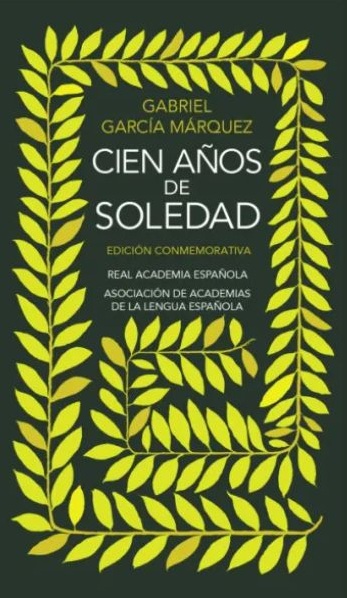 GABRIEL
GARCÍA MÁRQUEZ
CIEN AÑOS
DE
SOLEDAD
EDICIÓN CONMEMORATIVA
REAL ACADEMIA ESPAÑOLA
ASOCIACIÓN DE ACADEMIAS
DE LA LENGUA ESPAÑOLA